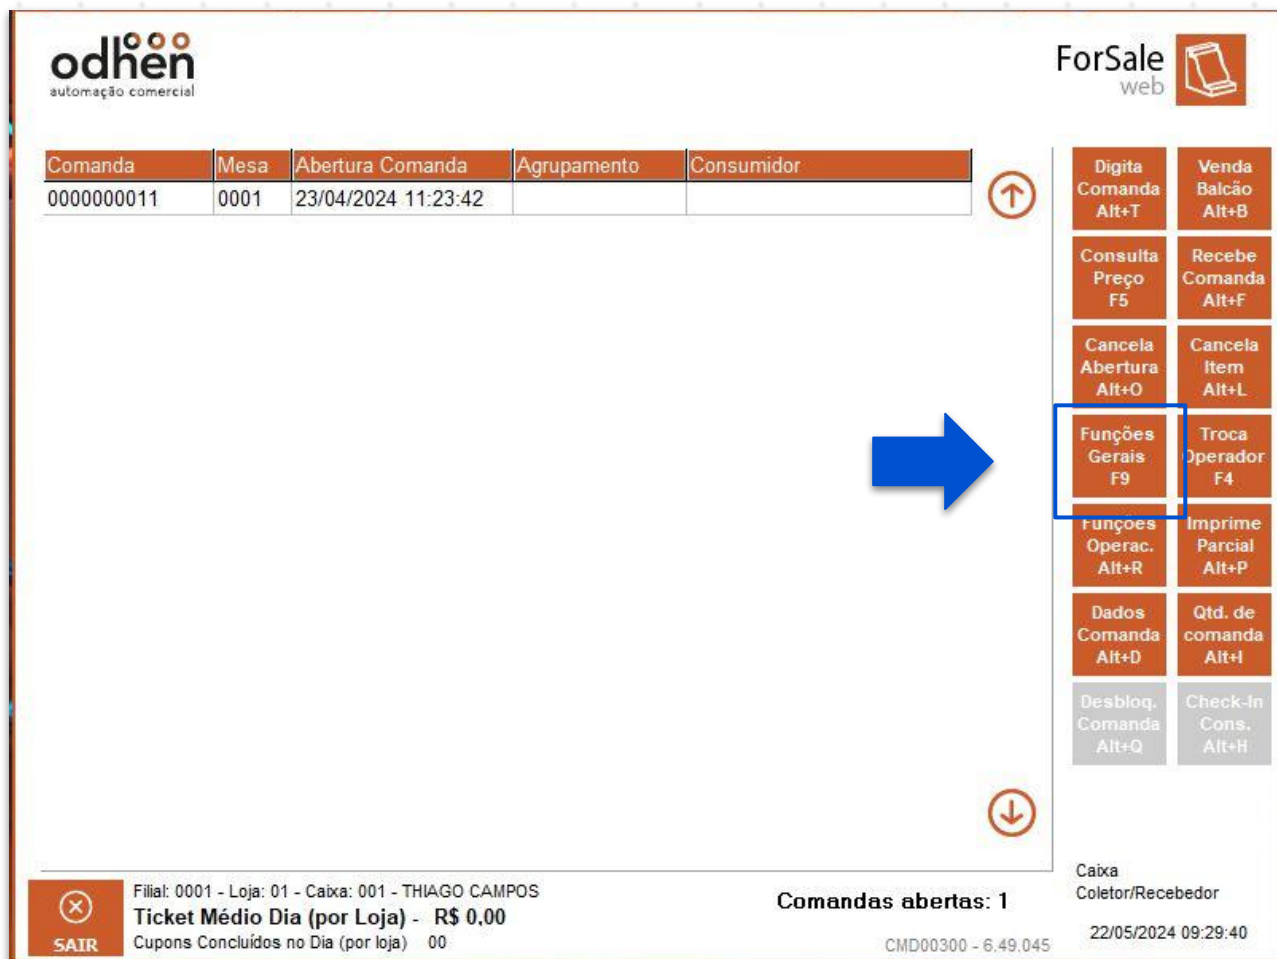 odhen
automação comercial
ForSale
web
Comanda Mesa Abertura Comanda Agrupamento Consumidor
0000000011 0001 23/04/2024 11:23:42
Digita
Comanda
Alt+T
Venda
Balcão
Alt+B
Consulta
Preço
F5
Recebe
Comanda
Alt+F
Cancela
Abertura
Alt+O
Cancela
Item
Alt+L
Funções
Gerais
F9
Troca
Operador
F4
Funções
Operac.
Alt+R
Imprime
Parcial
Alt+P
Dados
Comanda
Alt+D
Qtd. de
comanda
Alt+I
Desbloq.
Comanda
Alt+Q
Check-In
Cons.
Alt+H
SAIR
Filial: 0001 - Loja: 01 - Caixa: 001 - THIAGO CAMPOS
Ticket Médio Dia (por Loja) - R$ 0,00
Cupons Concluídos no Dia (por loja) 00
Comandas abertas: 1
CMD00300 - 6.49.045
Caixa
Coletor/Recebedor
22/05/2024 09:29:40